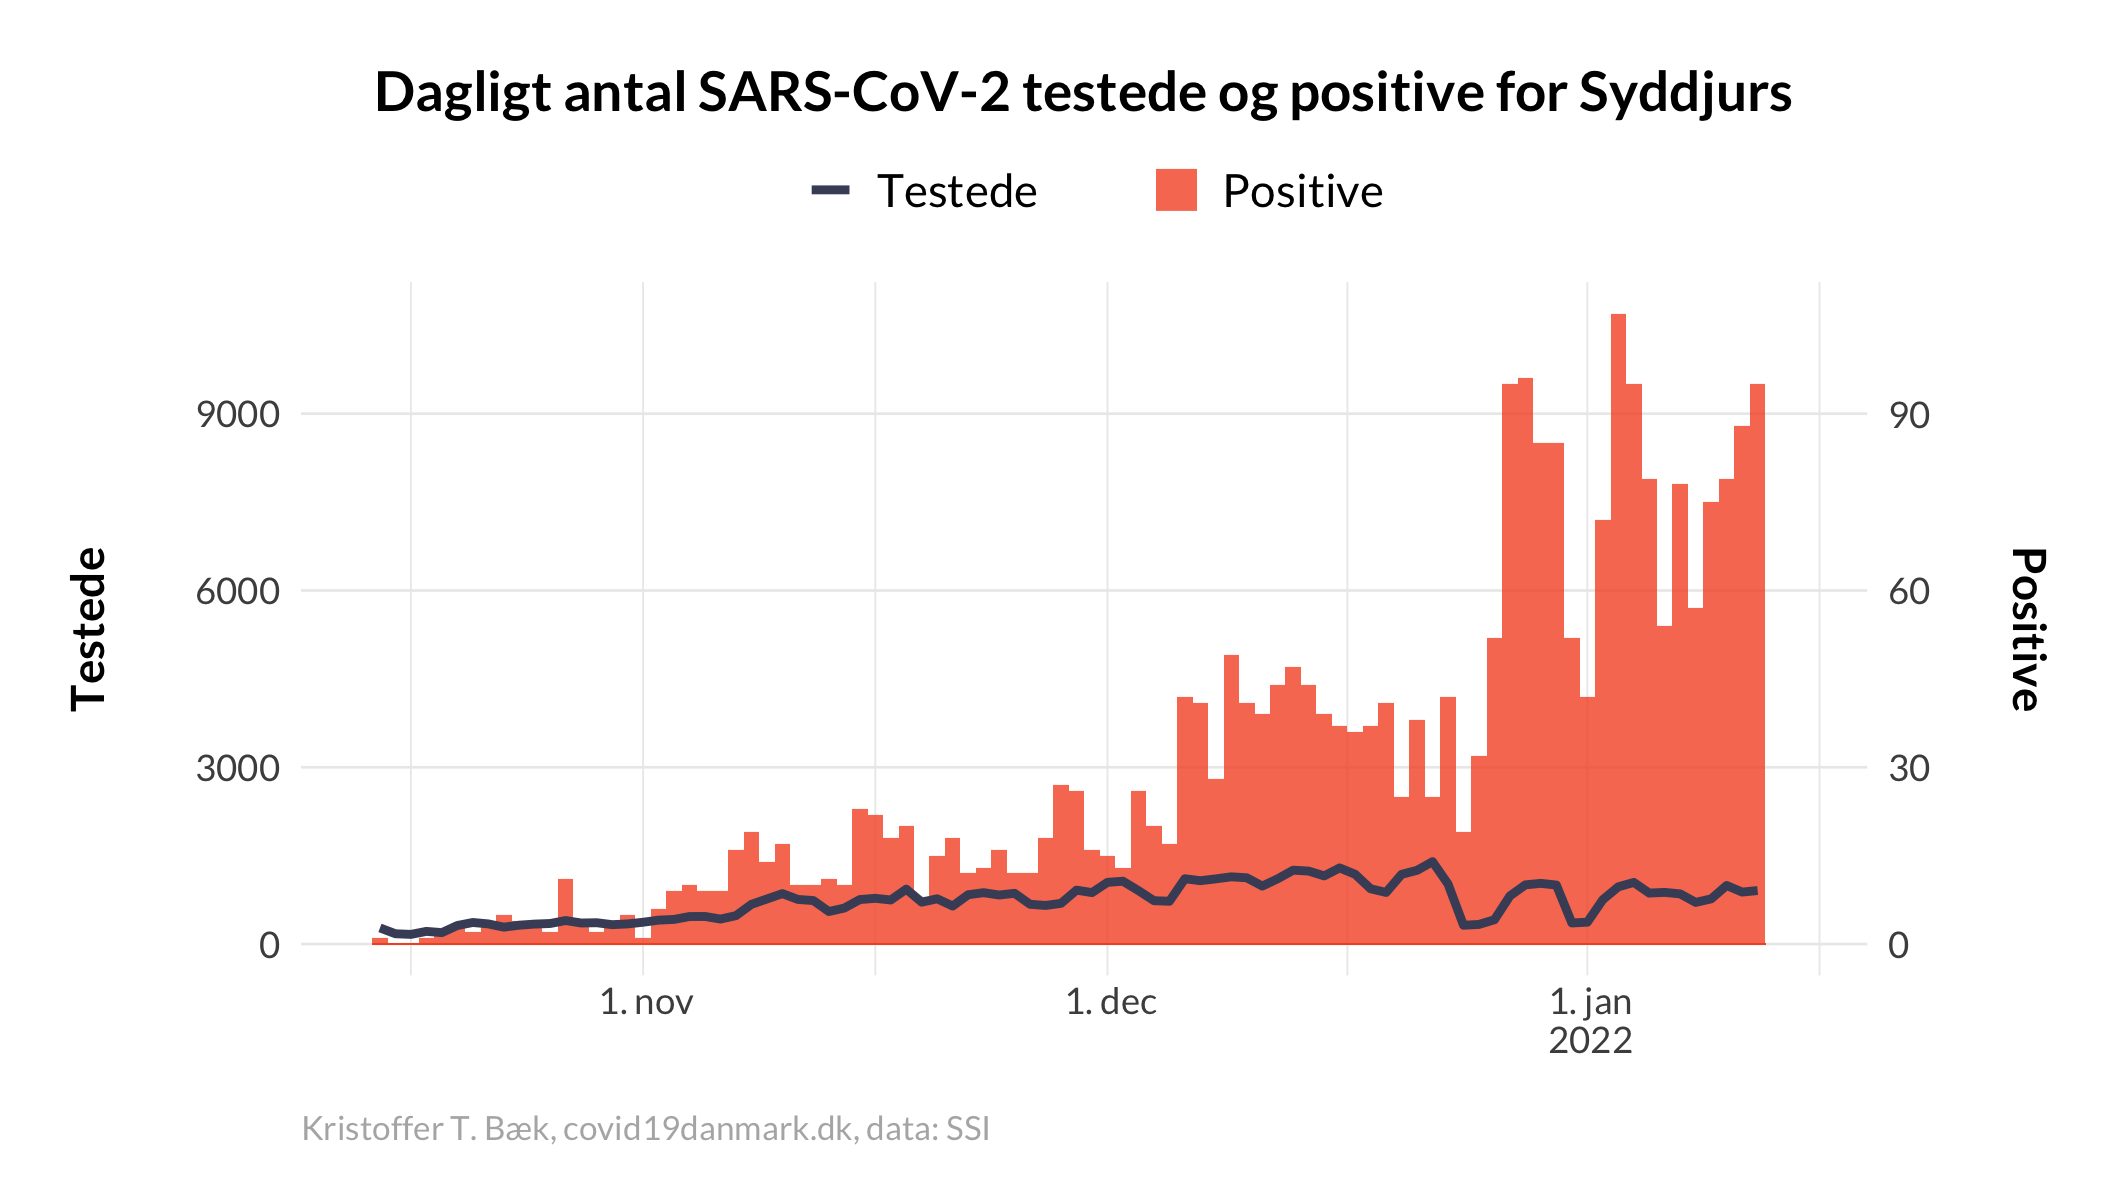 Dagligt antal SARS-CoV-2 testede og positive for Syddjurs
Testede
Positive
9000
6000
3000
0
Testede
90
60
30
0
Positive
1. nov
1. dec
1. jan
2022
Kristoffer T. Bæk, covid19danmark.dk, data: SSI